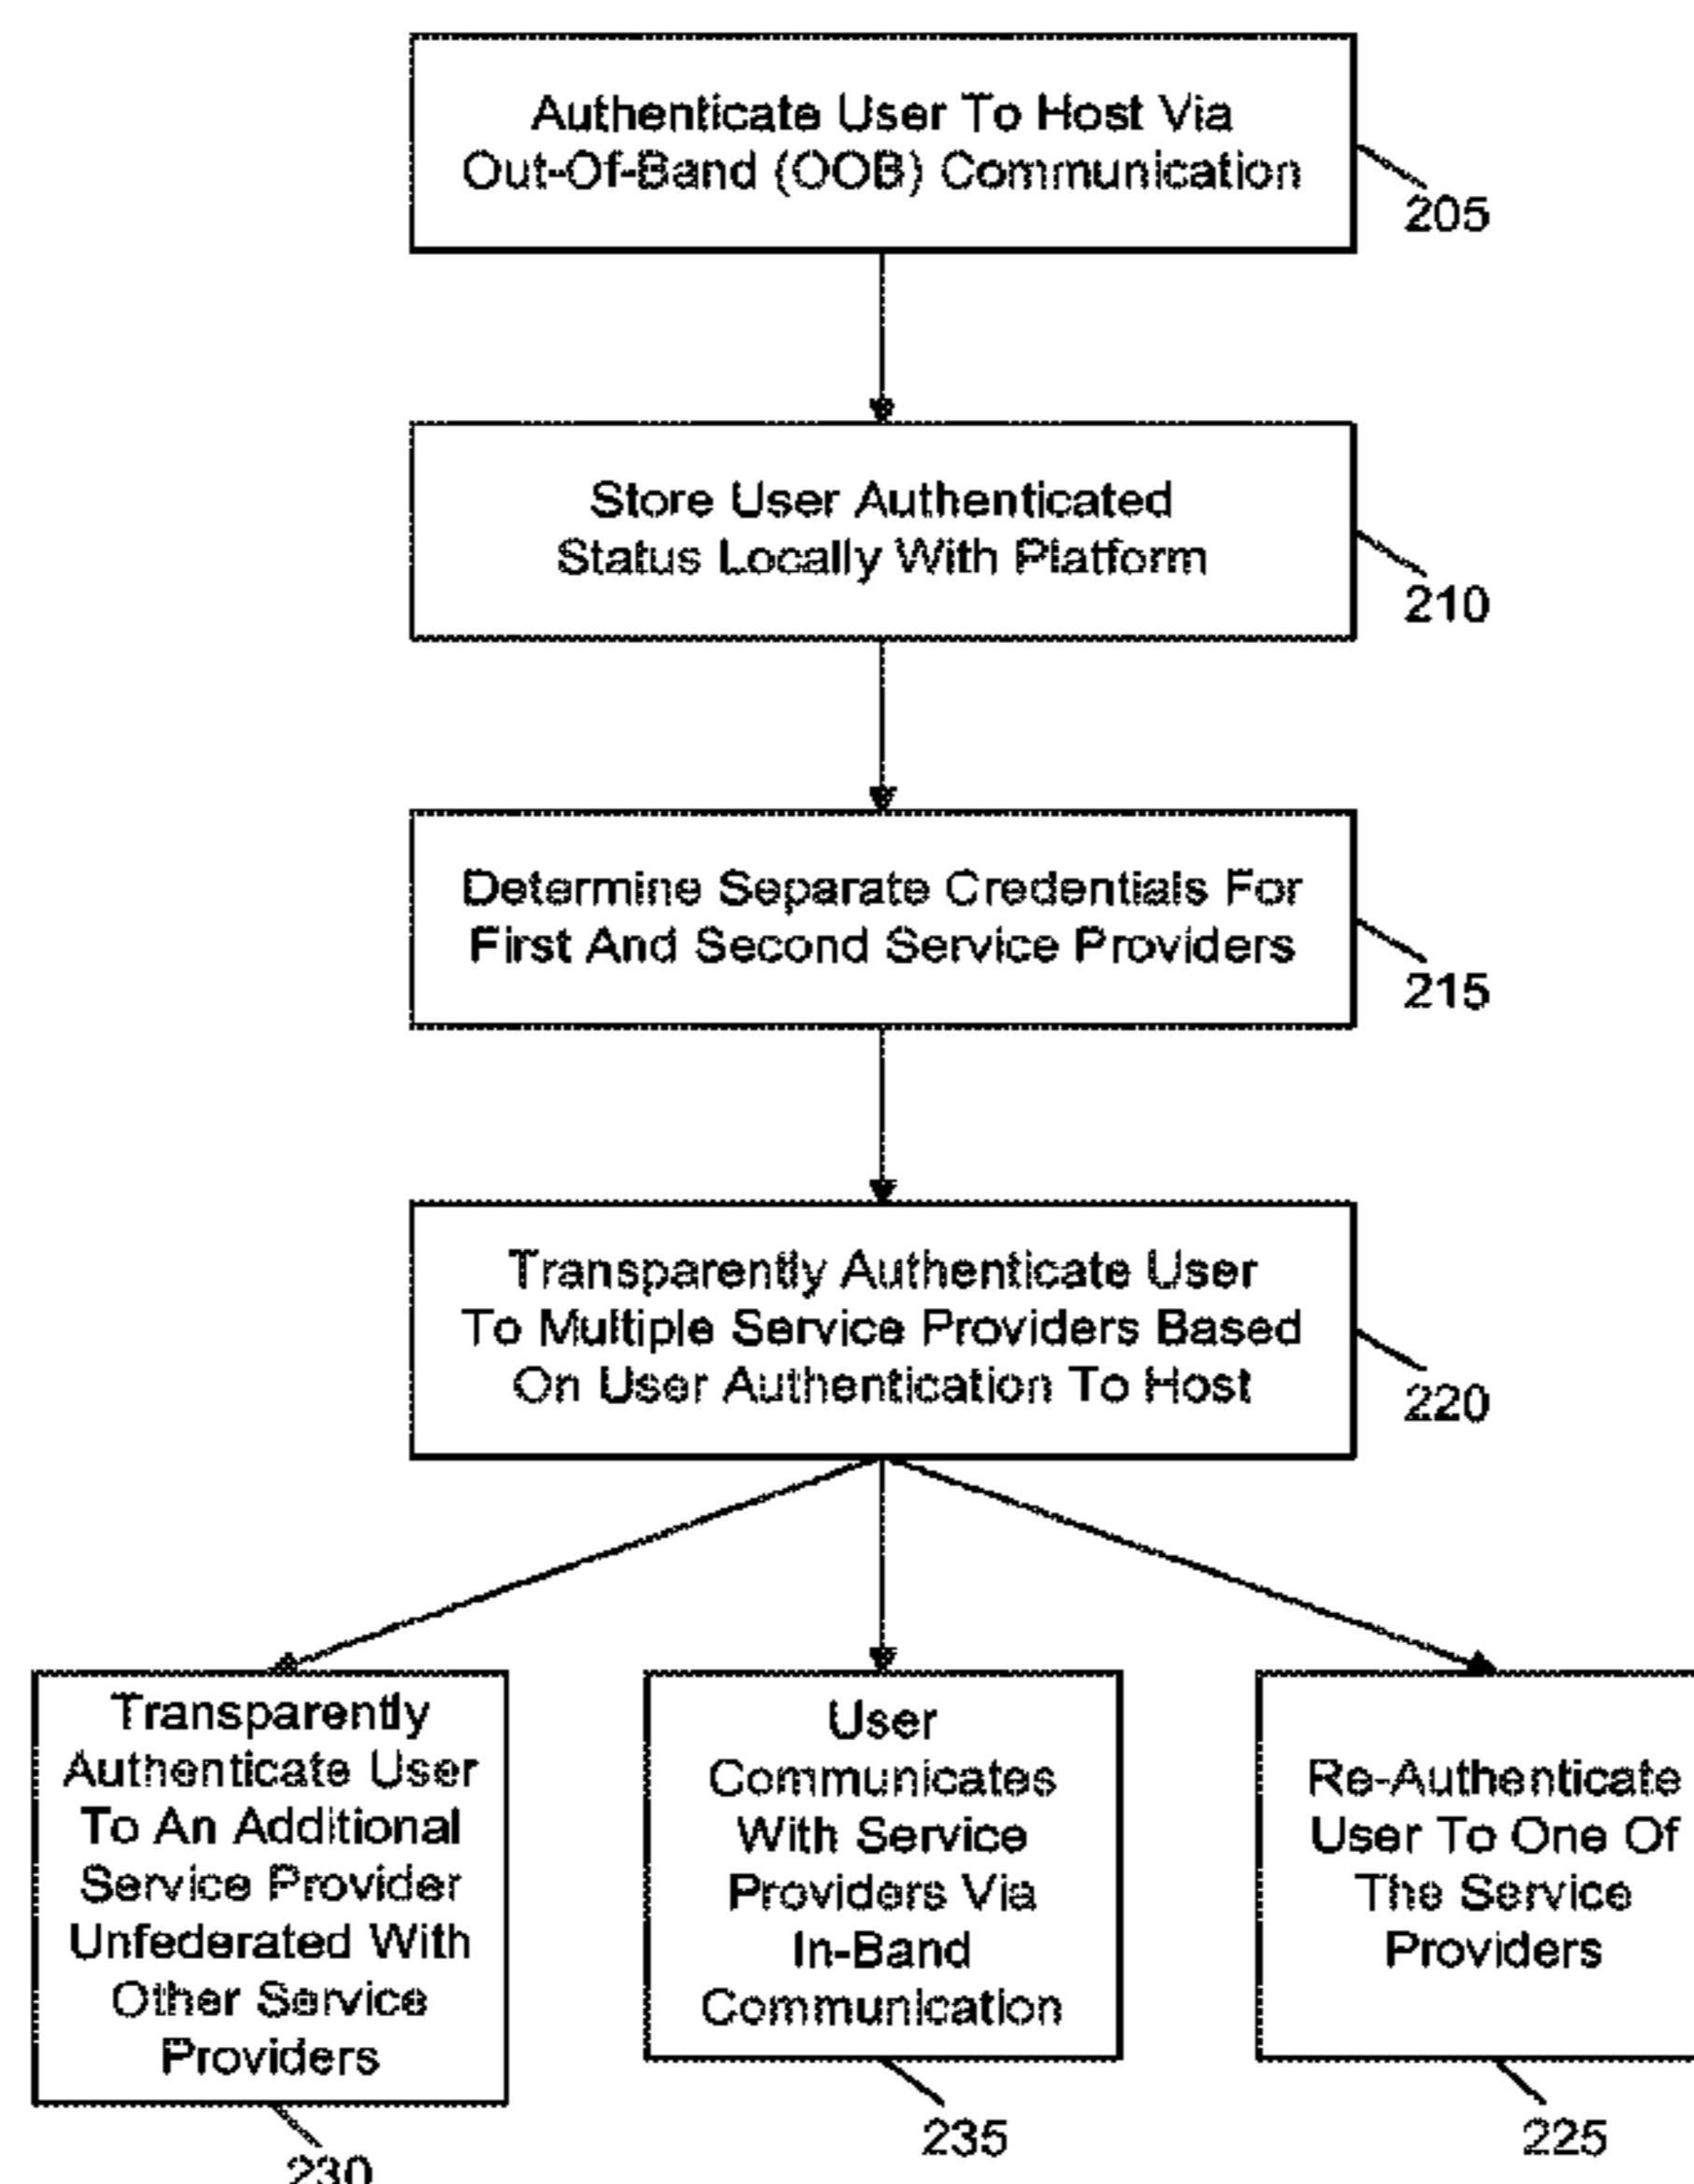 Authenticate User To Host Via
Out-Of-Band (OOB) Communication
205
Store User Authenticated
Status Locally With Platform
210
Determine Separate Credentials For
First And Second Service Providers
215
Transparently Authenticate User
To Multiple Service Providers Based
On User Authentication To Host
220
Transparently
Authenticate User
To An Additional
Service Provider
Unfederated With
Other Service
Providers
230
User
Communicates
With Service
Providers Via
In-Band
Communication
235
Re-Authenticate
User To One Of
The Service
Providers
225